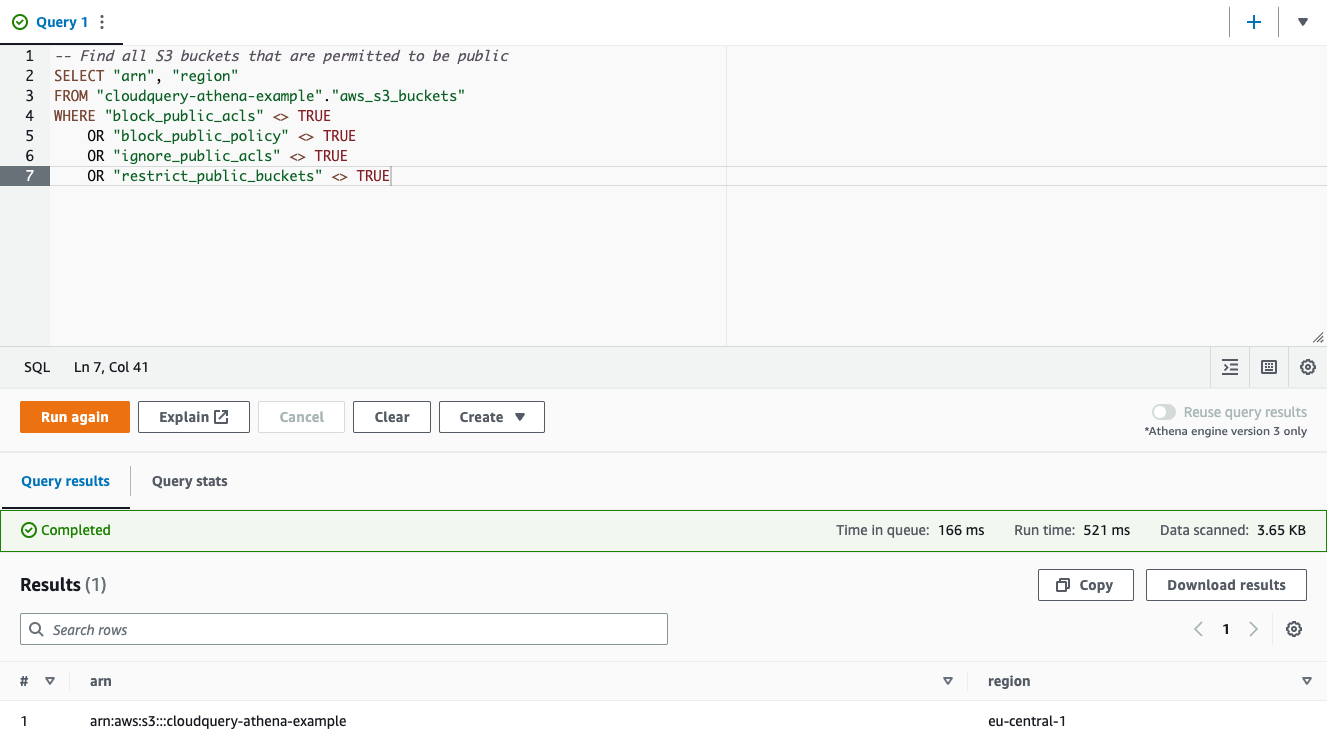 Query 1
1 -- Find all S3 buckets that are permitted to be public
2 SELECT "arn", "region"
3 FROM "cloudquery-athena-example"."aws_s3_buckets"
4 WHERE "block_public_acls" <> TRUE
5 OR "block_public_policy" <> TRUE
6 OR "ignore_public_acls" <> TRUE
7 OR "restrict_public_buckets" <> TRUE
SQL Ln 7, Col 41
Run again Explain Cancel Clear Create Reuse query results
*Athena engine version 3 only
Query results Query stats
Completed Time in queue: 166 ms Run time: 521 ms Data scanned: 3.65 KB
Results (1) Copy Download results
Search rows 1
# arn region
1 arn:aws:s3:::cloudquery-athena-example eu-central-1